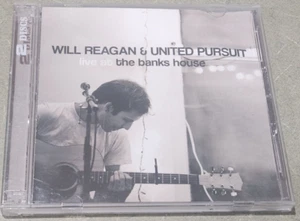 WILL REAGAN & UNITED PURSUIT
live at the banks house
2 DISCS